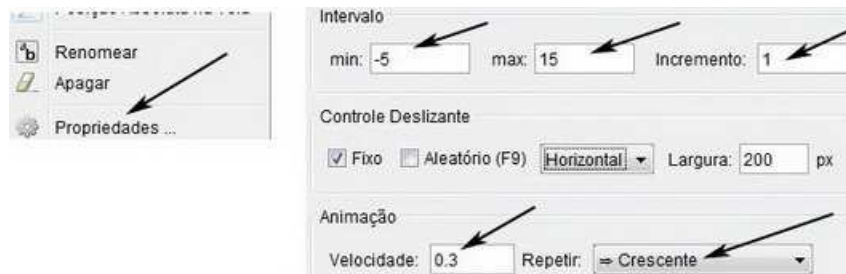 Renomear
Apagar
Propriedades ...
Intervalo
min: -5 max: 15 Incremento: 1
Controle Deslizante
Fixo Aleatório (F9) Horizontal Largura: 200 px
Animação
Velocidade: 0.3 Repetir: ⇒ Crescente